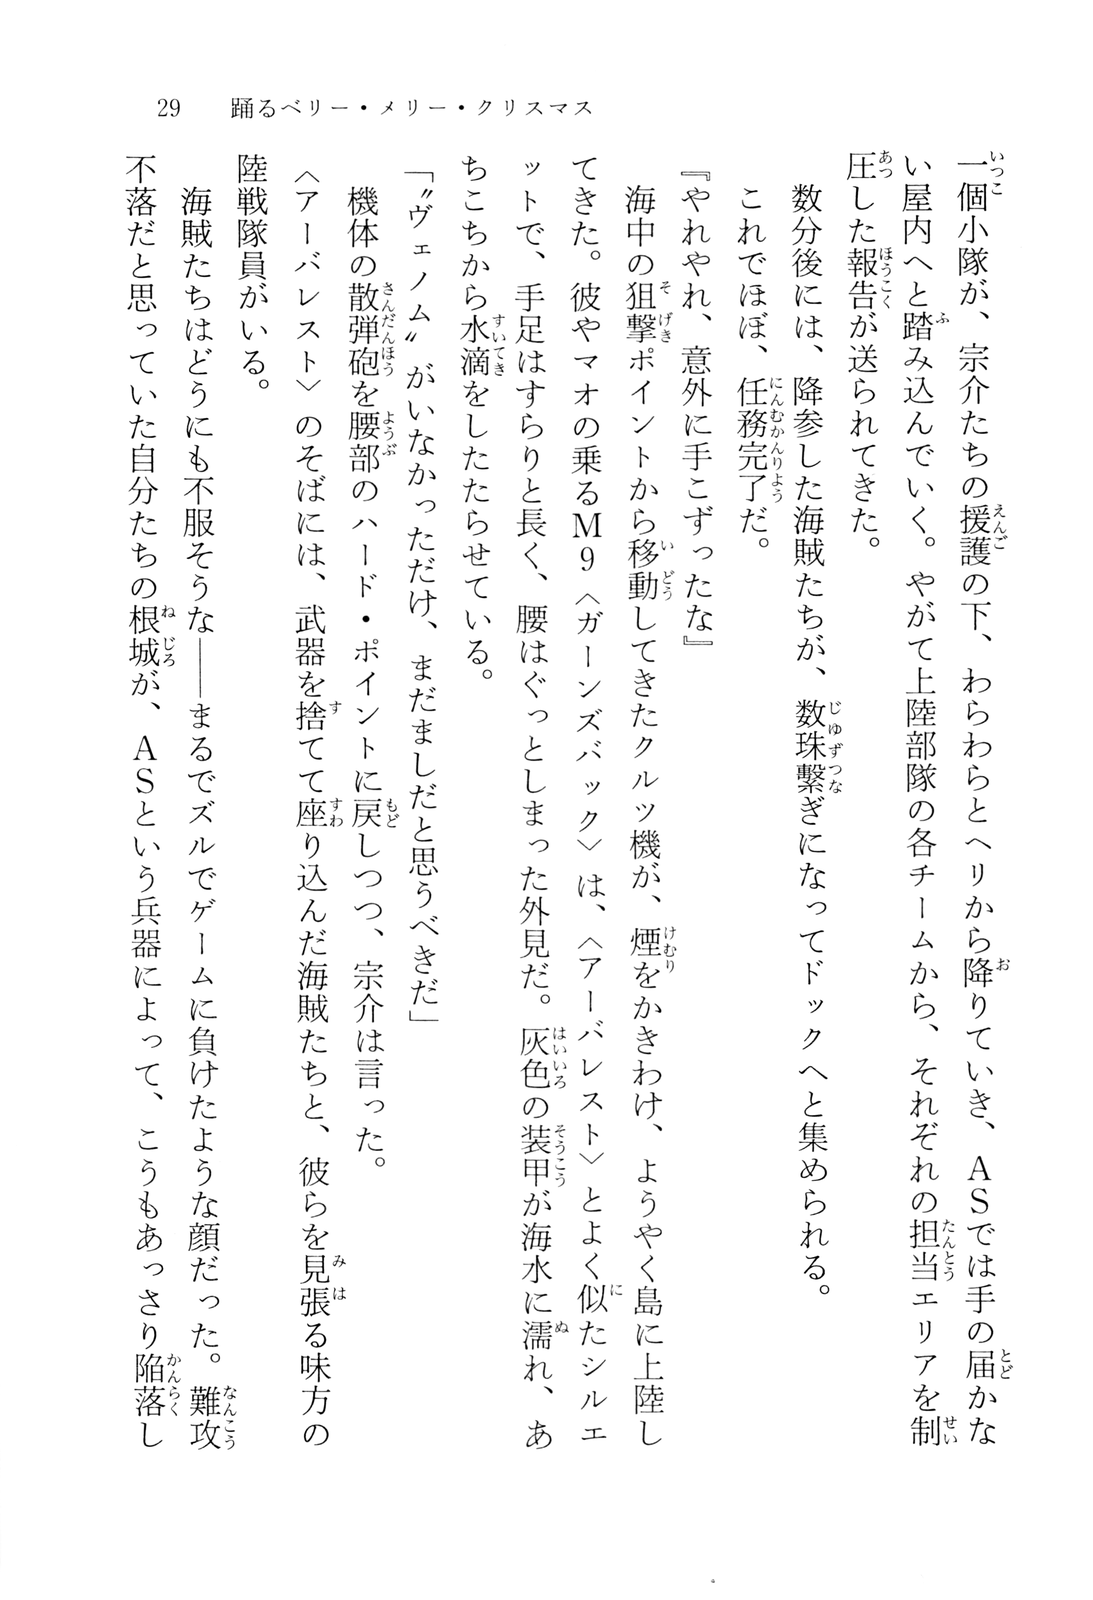 29　踊るベリー・メリー・クリスマス
一個小隊が、宗介たちの援護の下、わらわらとヘリから降りていき、ASでは手の届かな
い屋内へと踏み込んでいく。やがて上陸部隊の各チームから、それぞれの担当エリアを制
圧した報告が送られてきた。
　数分後には、降参した海賊たちが、数珠繋ぎになってドックへと集められる。
　これでほぼ、任務完了だ。
『やれやれ、意外に手こずったな』
　海中の狙撃ポイントから移動してきたクルツ機が、煙をかきわけ、ようやく島に上陸し
てきた。彼やマオの乗るM9〈ガーンズバック〉は、〈アーバレスト〉とよく似たシルエ
ットで、手足はすらりと長く、腰はぐっとしまった外見だ。灰色の装甲が海水に濡れ、あ
ちこちから水滴をしたたらせている。
「〝ヴェノム〟がいなかっただけ、まだましだと思うべきだ」
　機体の散弾砲を腰部のハード・ポイントに戻しつつ、宗介は言った。
〈アーバレスト〉のそばには、武器を捨てて座り込んだ海賊たちと、彼らを見張る味方の
陸戦隊員がいる。
　海賊たちはどうにも不服そうな――まるでズルでゲームに負けたような顔だった。難攻
不落だと思っていた自分たちの根城が、ASという兵器によって、こうもあっさり陥落し